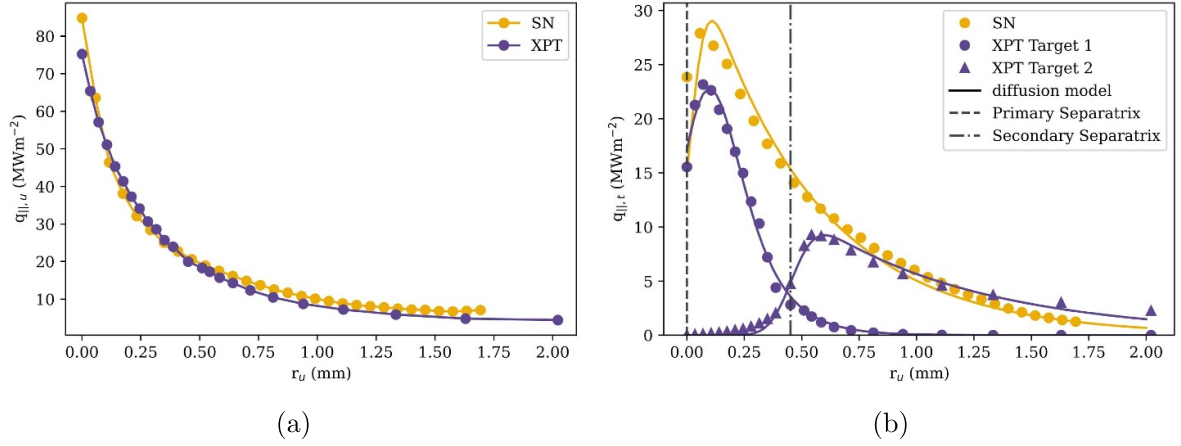 80
70
60
50
40
30
20
10
q||,u (MWm−2)
0.00 0.25 0.50 0.75 1.00 1.25 1.50 1.75 2.00
ru (mm)
SN
XPT
(a)
30
25
20
15
10
5
0
q||,t (MWm−2)
0.00 0.25 0.50 0.75 1.00 1.25 1.50 1.75 2.00
ru (mm)
SN
XPT Target 1
XPT Target 2
diffusion model
Primary Separatrix
Secondary Separatrix
(b)